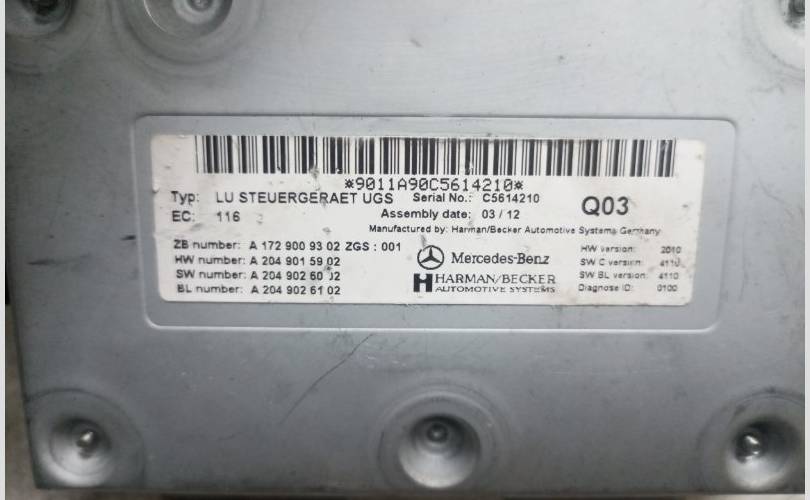 *9011A90C5614210*
Typ: LU STEUERGERAET UGS Serial No.: C5614210
EC: 116 Assembly date: 03 / 12 Q03
Manufactured by: Harman/Becker Automotive Systems Germany
ZB number: A 172 900 93 02 ZGS : 001
HW number: A 204 901 59 02
SW number: A 204 902 60 02
BL number: A 204 902 61 02
Mercedes-Benz
HARMAN/BECKER
AUTOMOTIVE SYSTEMS
HW version: 2010
SW C version: 4110
SW BL version: 4110
Diagnose ID: 0100